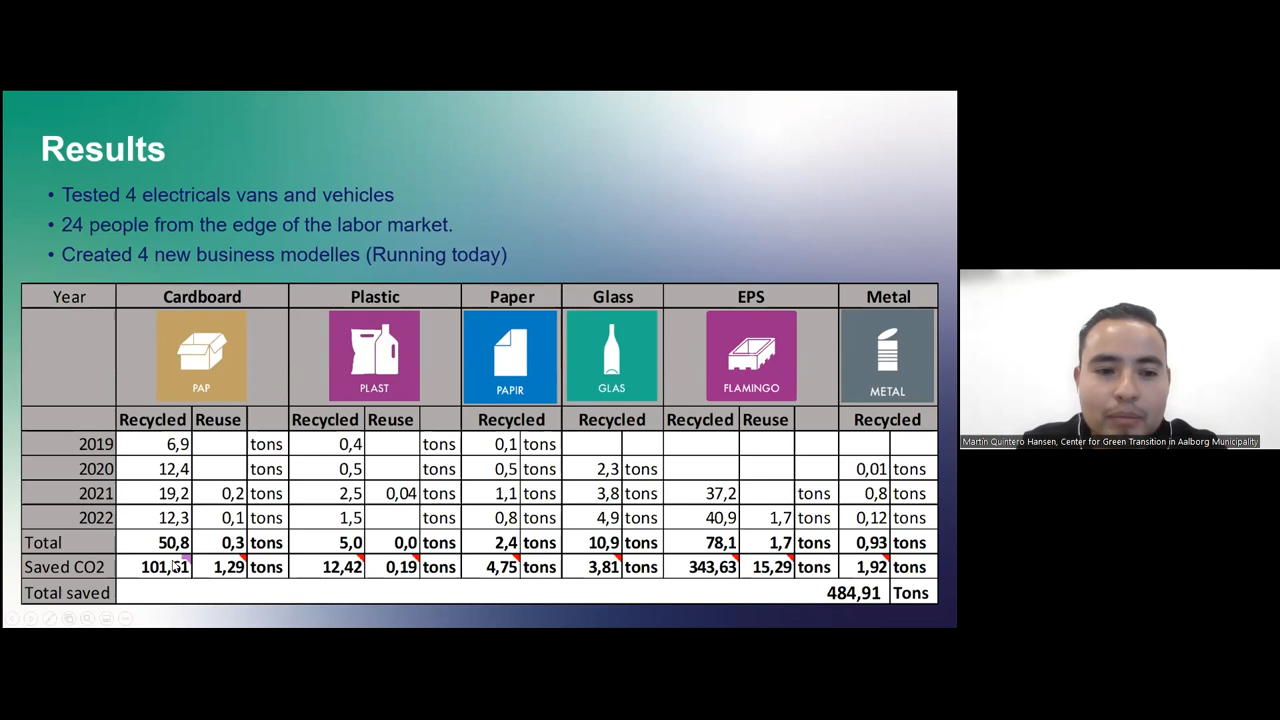 Results
• Tested 4 electricals vans and vehicles
• 24 people from the edge of the labor market.
• Created 4 new business modelles (Running today)
Year Cardboard Plastic Paper Glass EPS Metal
PAP PLAST PAPIR GLAS FLAMINGO METAL
Recycled Reuse Recycled Reuse Recycled Recycled Recycled Reuse Recycled
2019 6,9 tons 0,4 tons 0,1 tons
2020 12,4 tons 0,5 tons 0,5 tons 2,3 tons 0,01 tons
2021 19,2 0,2 tons 2,5 0,04 tons 1,1 tons 3,8 tons 37,2 tons 0,8 tons
2022 12,3 0,1 tons 1,5 tons 0,8 tons 4,9 tons 40,9 1,7 tons 0,12 tons
Total 50,8 0,3 tons 5,0 0,0 tons 2,4 tons 10,9 tons 78,1 1,7 tons 0,93 tons
Saved CO2 1,29 tons 12,42 0,19 tons 4,75 tons 3,81 tons 343,63 15,29 tons 1,92 tons
Total saved 484,91 Tons
Martín Quintero Hansen, Center for Green Transition in Aalborg Municipality